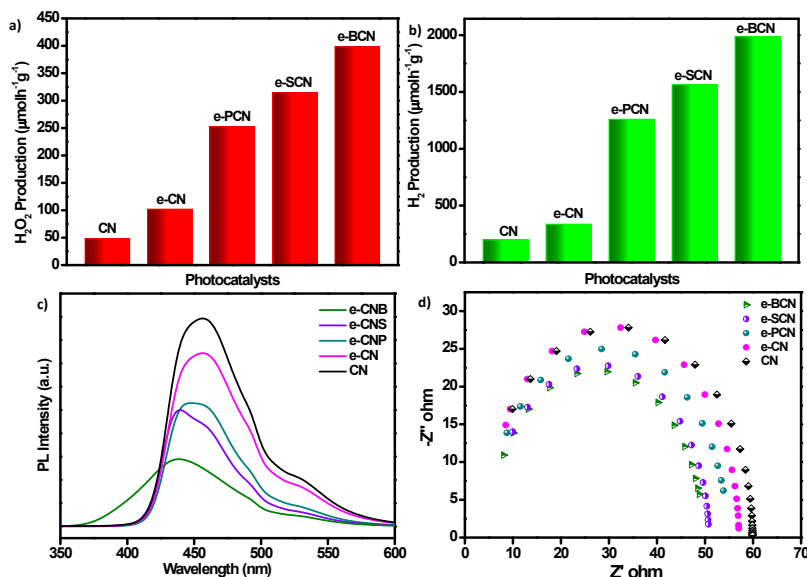 a)
H₂O₂ Production (μmolh⁻¹g⁻¹)
450
400
350
300
250
200
150
100
50
0
CN
e-CN
e-PCN
e-SCN
e-BCN
Photocatalysts
b)
H₂ Production (μmolh⁻¹g⁻¹)
2000
1500
1000
500
0
CN
e-CN
e-PCN
e-SCN
e-BCN
Photocatalysts
c)
PL Intensity (a.u.)
e-CNB
e-CNS
e-CNP
e-CN
CN
350 400 450 500 550 600
Wavelength (nm)
d)
-Z'' ohm
30
25
20
15
10
5
0
e-BCN
e-SCN
e-PCN
e-CN
CN
0 10 20 30 40 50 60 70
Z' ohm